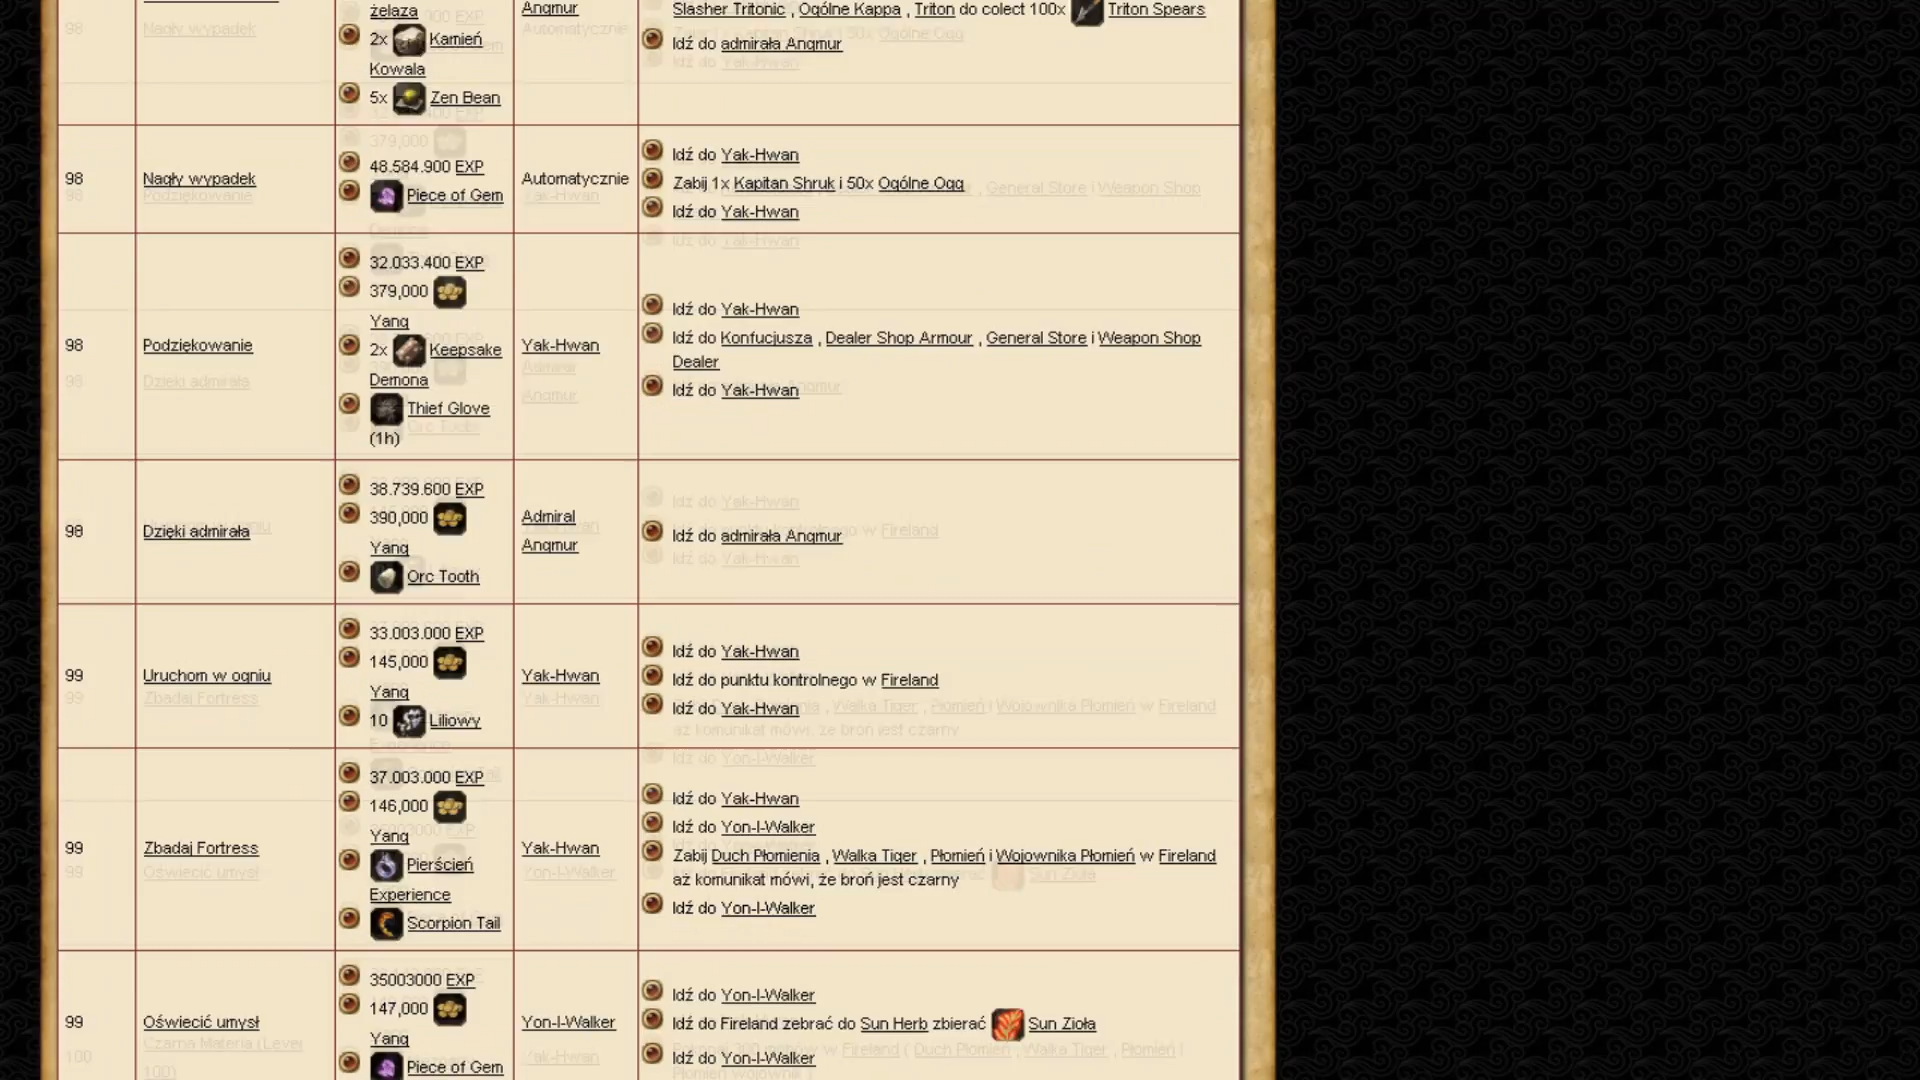 żelaza
2x Kamień
Kowala
5x Zen Bean
Angmur
Slasher Tritonic , Ogólne Kappa , Triton do colect 100x Triton Spears
Idź do admirała Angmur
98
Nagły wypadek
48.584.900 EXP
Piece of Gem
Automatycznie
Idź do Yak-Hwan
Zabij 1x Kapitan Shruk i 50x Ogólne Ogg
Idź do Yak-Hwan
98
Podziękowanie
32.033.400 EXP
379,000
Yang
2x Keepsake
Demona
Thief Glove
(1h)
Yak-Hwan
Idź do Yak-Hwan
Idź do Konfucjusza , Dealer Shop Armour , General Store i Weapon Shop
Dealer
Idź do Yak-Hwan
98
Dzięki admirała
38.739.600 EXP
390,000
Yang
Orc Tooth
Admiral
Angmur
Idź do admirała Angmur
99
Uruchom w ogniu
33.003.000 EXP
145,000
Yang
10 Liliowy
Yak-Hwan
Idź do Yak-Hwan
Idź do punktu kontrolnego w Fireland
Idź do Yak-Hwan
99
Zbadaj Fortress
37.003.000 EXP
146,000
Yang
Pierścień
Experience
Scorpion Tail
Yak-Hwan
Idź do Yak-Hwan
Idź do Yon-I-Walker
Zabij Duch Płomienia , Walka Tiger , Płomień i Wojownika Płomień w Fireland
aż komunikat mówi, że broń jest czarny
Idź do Yon-I-Walker
99
Oświecić umysł
35003000 EXP
147,000
Yang
Piece of Gem
Yon-I-Walker
Idź do Yon-I-Walker
Idź do Fireland zebrać do Sun Herb zbierać Sun Zioła
Idź do Yon-I-Walker